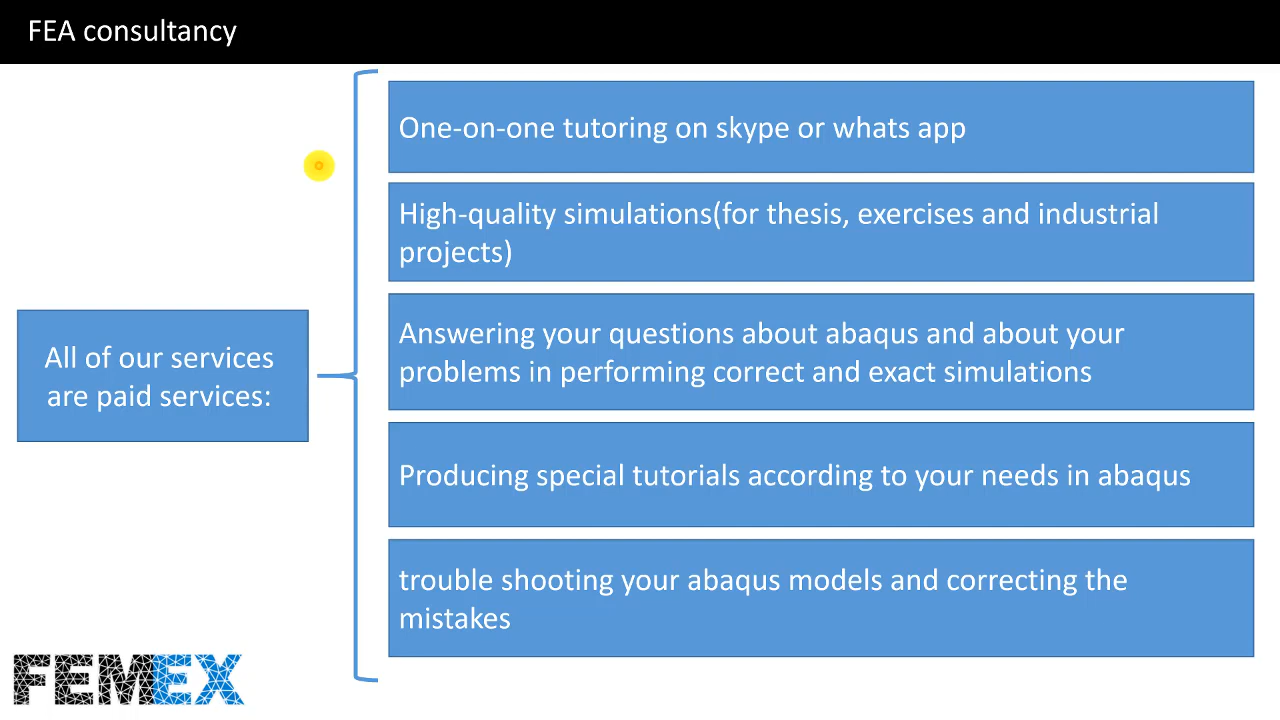 FEA consultancy
One-on-one tutoring on skype or whats app
High-quality simulations(for thesis, exercises and industrial
projects)
Answering your questions about abaqus and about your
problems in performing correct and exact simulations
All of our services
are paid services:
Producing special tutorials according to your needs in abaqus
trouble shooting your abaqus models and correcting the
mistakes
FEMEX